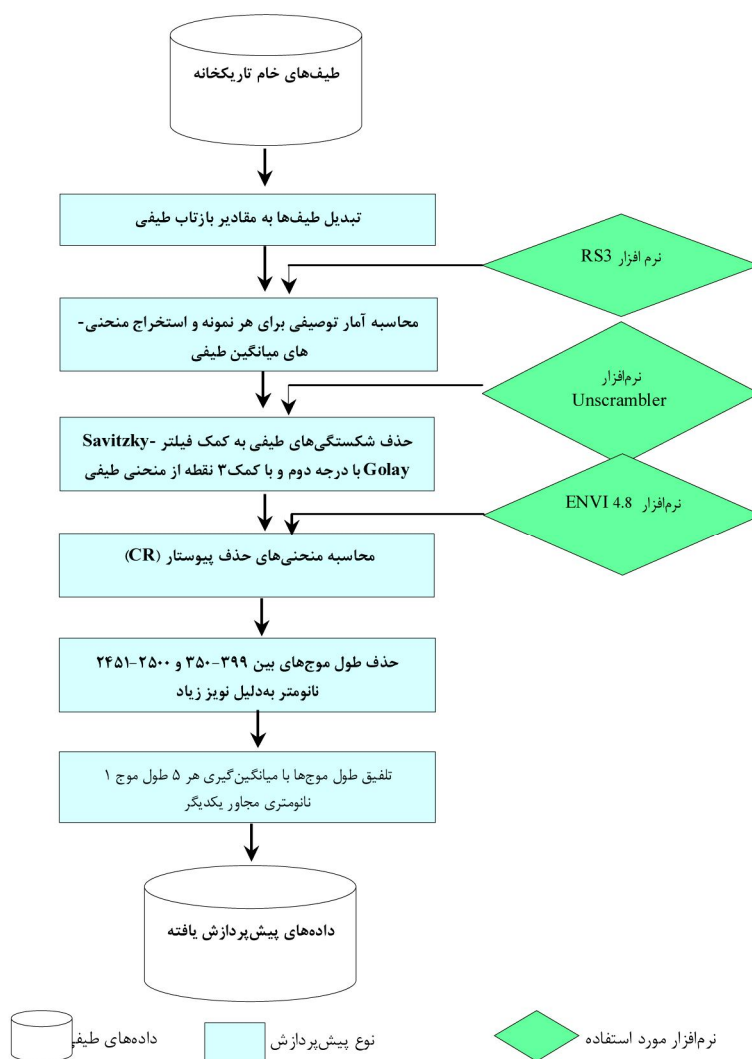 طیف‌های خام تاریکخانه
تبدیل طیف‌ها به مقادیر بازتاب طیفی
نرم افزار RS3
محاسبه آمار توصیفی برای هر نمونه و استخراج منحنی-
های میانگین طیفی
نرم‌افزار
Unscrambler
حذف شکستگی‌های طیفی به کمک فیلتر Savitzky-
Golay با درجه دوم و با کمک۳ نقطه از منحنی طیفی
نرم‌افزار ENVI 4.8
محاسبه منحنی‌های حذف پیوستار (CR)
حذف طول موج‌های بین ۳۹۹-۳۵۰ و ۲۵۰۰-۲۴۵۱
نانومتر به‌دلیل نویز زیاد
تلفیق طول موج‌ها با میانگین‌گیری هر ۵ طول موج ۱
نانومتری مجاور یکدیگر
داده‌های پیش‌پردازش یافته
نرم‌افزار مورد استفاده
نوع پیش‌پردازش
داده‌های طیفی